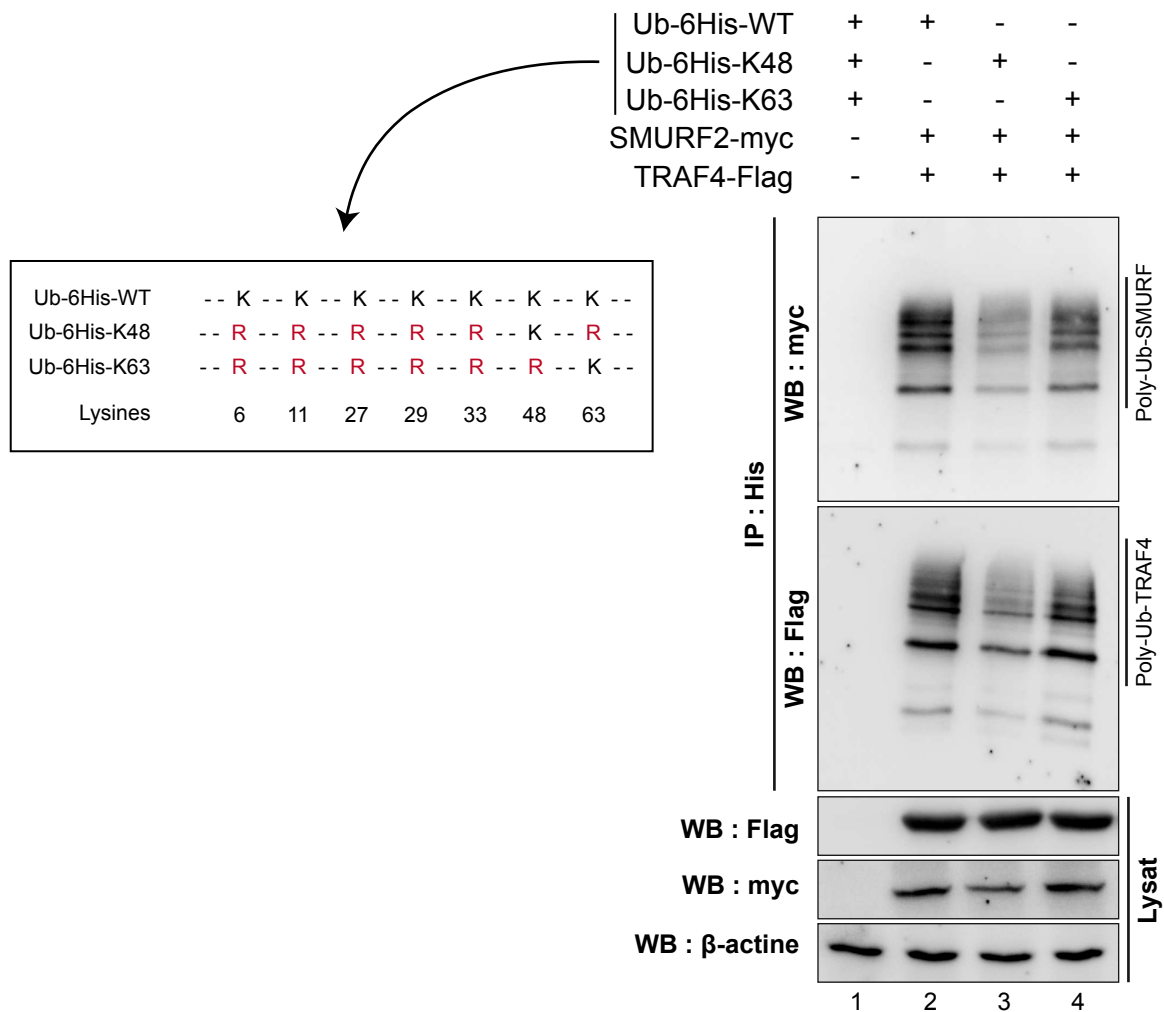 Ub-6His-WT + + - -
Ub-6His-K48 + - + -
Ub-6His-K63 + - - +
SMURF2-myc - + + +
TRAF4-Flag - + + +
Ub-6His-WT -- K -- K -- K -- K -- K -- K -- K --
Ub-6His-K48 -- R -- R -- R -- R -- R -- K -- R --
Ub-6His-K63 -- R -- R -- R -- R -- R -- R -- K --
Lysines 6 11 27 29 33 48 63
IP : His
WB : myc
Poly-Ub-SMURF
WB : Flag
Poly-Ub-TRAF4
WB : Flag
WB : myc
WB : β-actine
Lysat
1 2 3 4